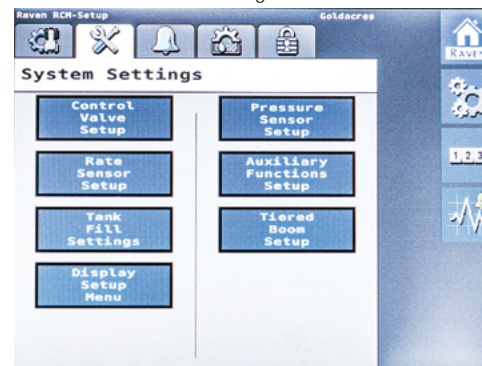 Raven RCM-Setup
Goldacres
RAVEN
System Settings
Control
Valve
Setup
Pressure
Sensor
Setup
Rate
Sensor
Setup
Auxiliary
Functions
Setup
1,2,3
Tank
Fill
Settings
Tiered
Boom
Setup
Display
Setup
Menu